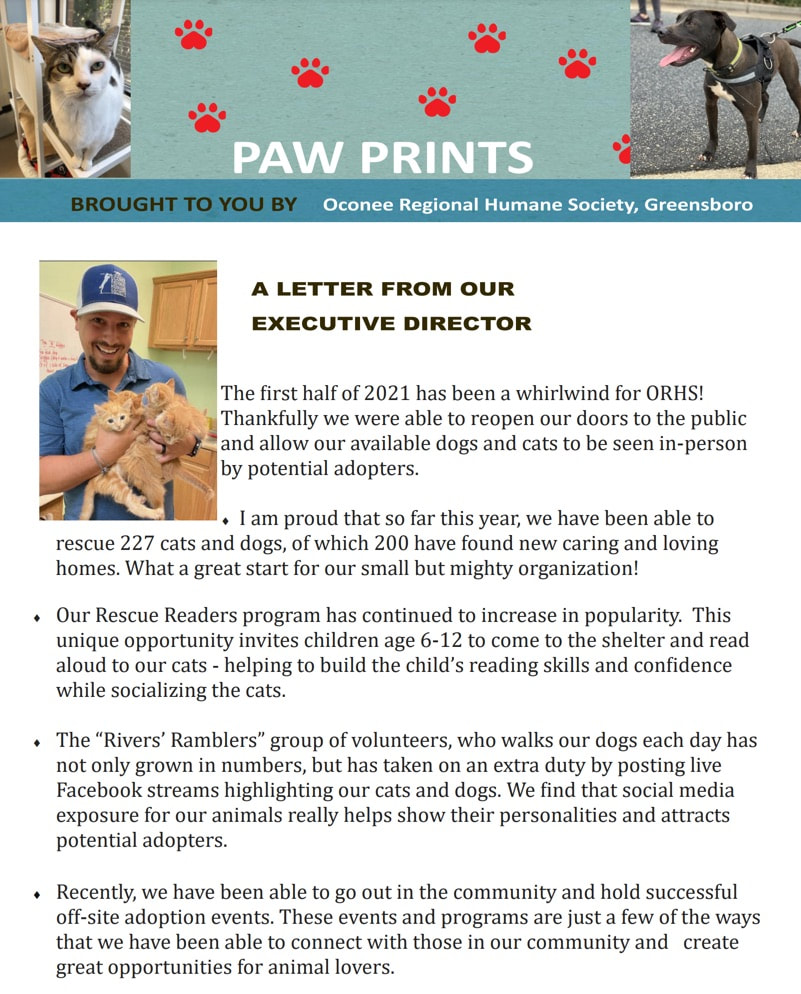 PAW PRINTS
BROUGHT TO YOU BY Oconee Regional Humane Society, Greensboro
A LETTER FROM OUR
EXECUTIVE DIRECTOR
The first half of 2021 has been a whirlwind for ORHS!
Thankfully we were able to reopen our doors to the public
and allow our available dogs and cats to be seen in-person
by potential adopters.
♦ I am proud that so far this year, we have been able to
rescue 227 cats and dogs, of which 200 have found new caring and loving
homes. What a great start for our small but mighty organization!
♦ Our Rescue Readers program has continued to increase in popularity.  This
unique opportunity invites children age 6-12 to come to the shelter and read
aloud to our cats - helping to build the child’s reading skills and confidence
while socializing the cats.
♦ The “Rivers’ Ramblers” group of volunteers, who walks our dogs each day has
not only grown in numbers, but has taken on an extra duty by posting live
Facebook streams highlighting our cats and dogs. We find that social media
exposure for our animals really helps show their personalities and attracts
potential adopters.
♦ Recently, we have been able to go out in the community and hold successful
off-site adoption events. These events and programs are just a few of the ways
that we have been able to connect with those in our community and   create
great opportunities for animal lovers.